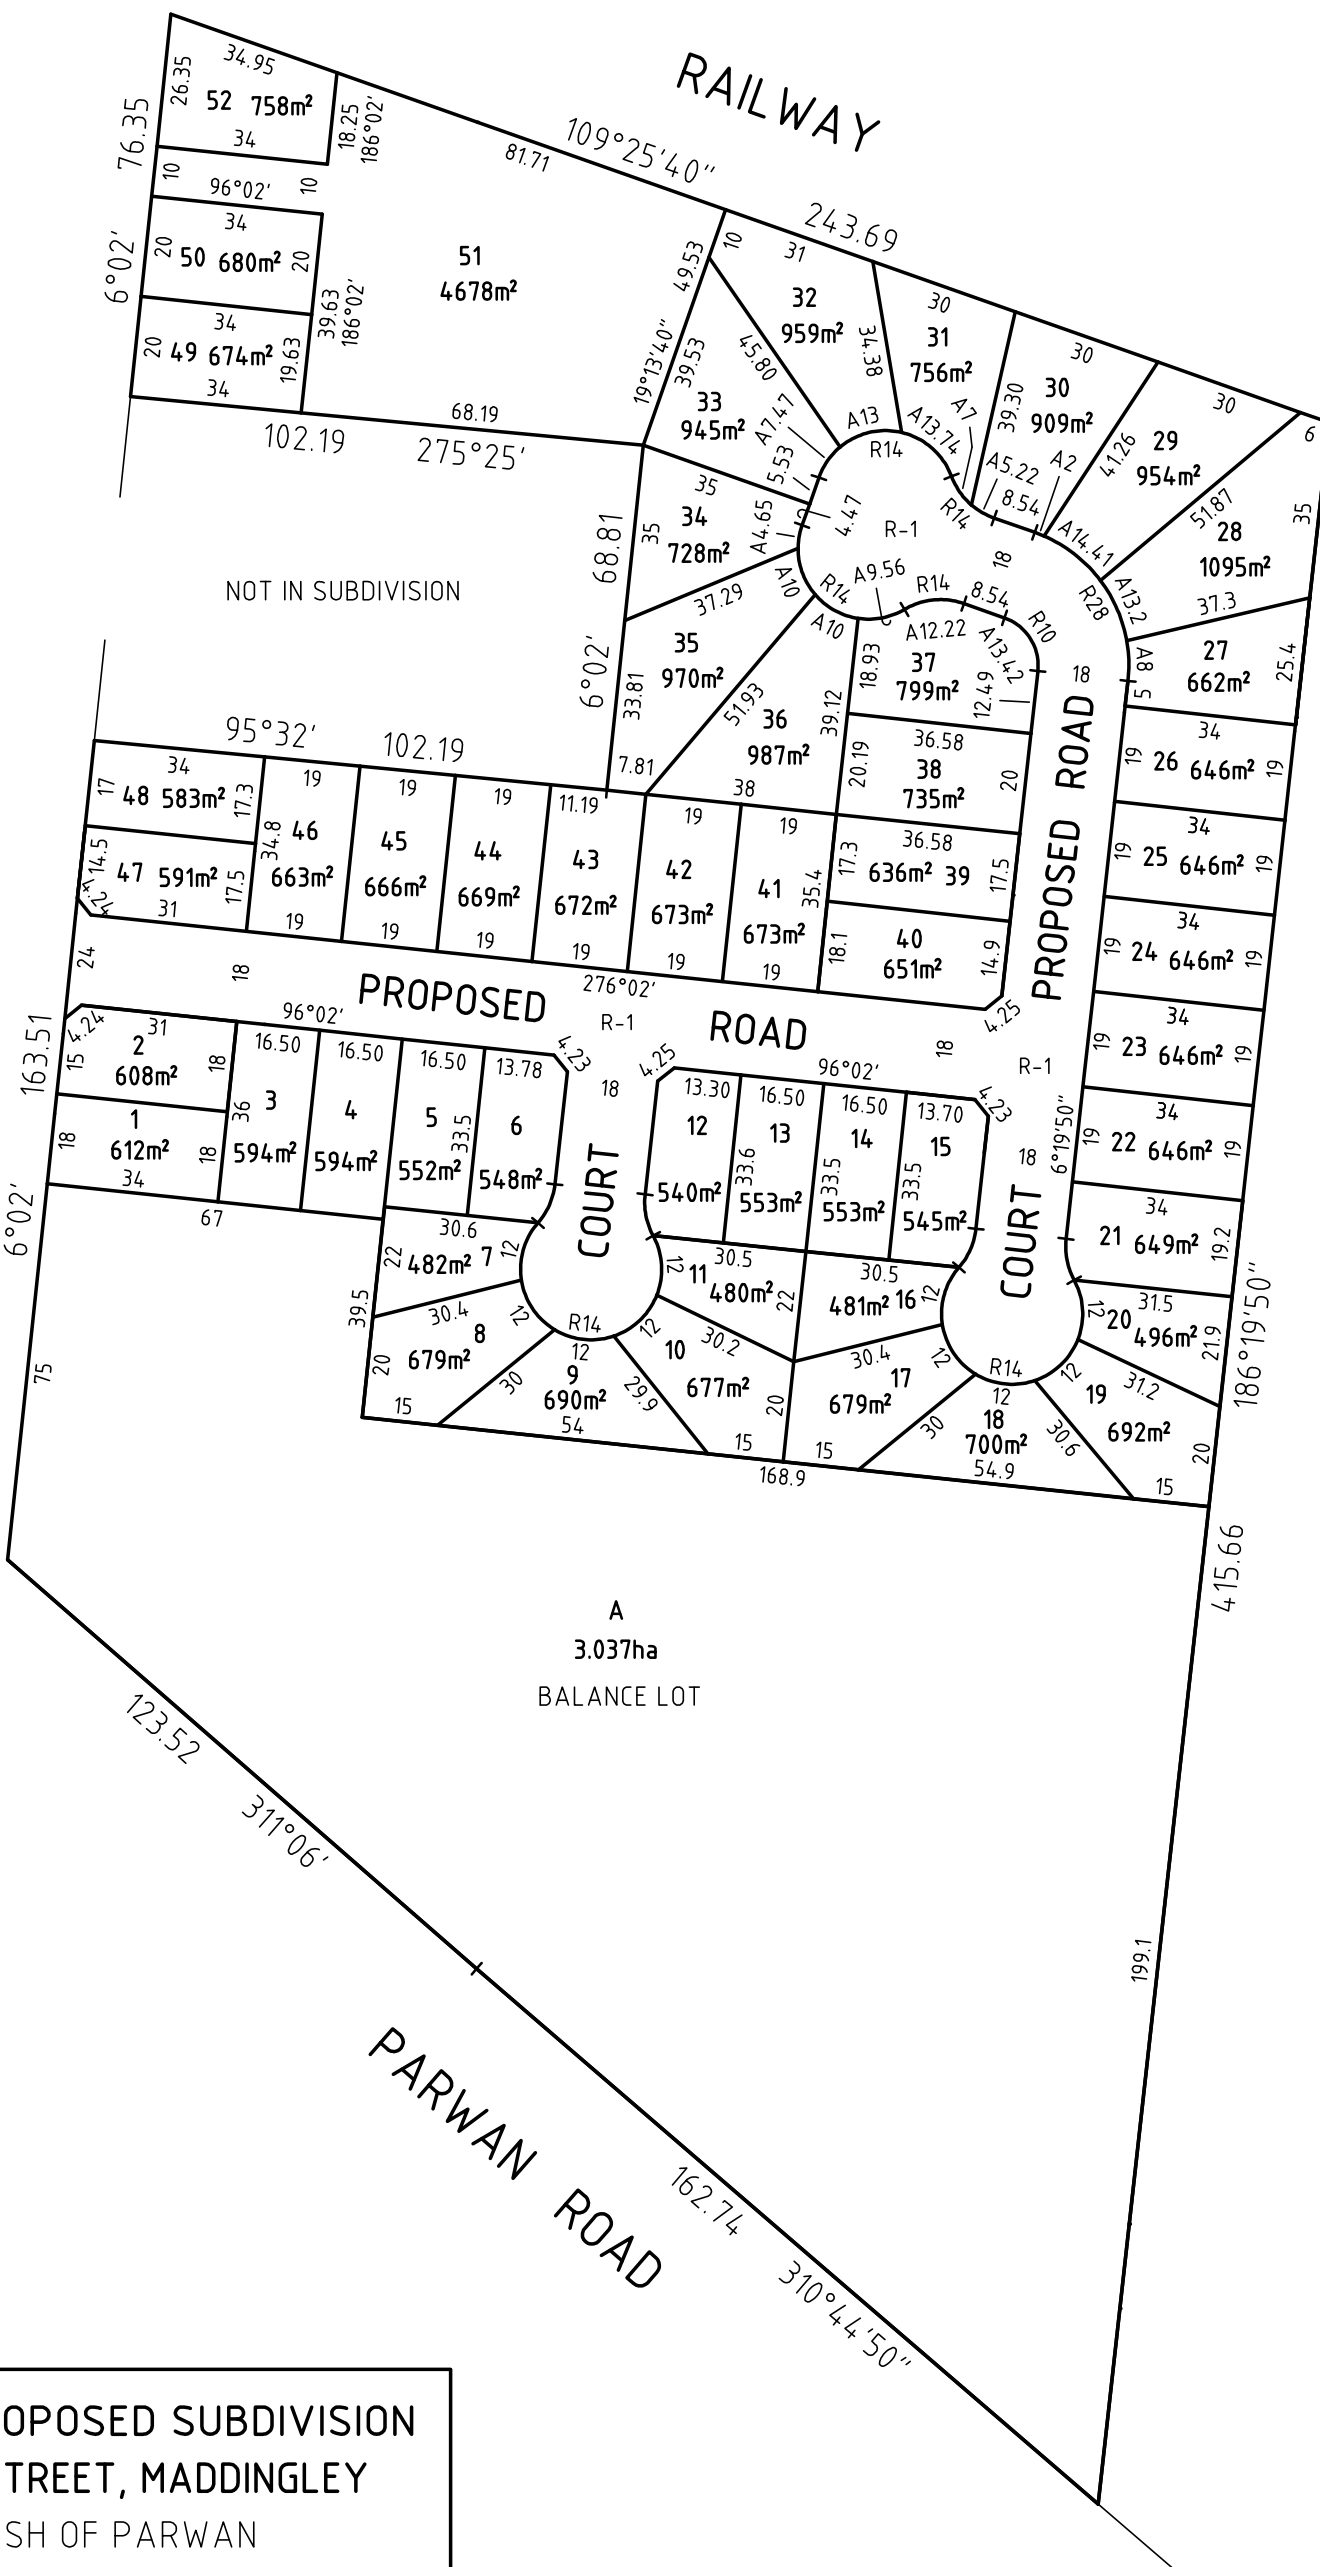 RAILWAY
34.95
26.35
52 758m²
34
18.25
186°02'
76.35
109°25'40"
81.71
243.69
10
96°02'
10
34
20
50 680m²
20
6°02'
39.63
186°02'
34
20
49 674m²
19.63
34
51
4678m²
68.19
102.19 275°25'
49.53
19°13'40"
39.53
10
31
32
959m²
45.80
34.38
30
31
756m²
30
30
909m²
39.30
30
29
954m²
41.26
6
35
28
1095m²
51.87
37.3
33
945m²
A7.47
5.53
A13
R14
A13.74
A7
A5.22
A2
8.54
R14
A14.41
A13.2
R28
35
34
728m²
35
A4.65
4.47
R-1
18
A10
R14
A9.56
R14
8.54
R10
A10
A12.22
A13.42
37.29
68.81
6°02'
NOT IN SUBDIVISION
35
970m²
33.81
51.93
7.81
36
987m²
39.12
38
18.93
37
799m²
12.49
36.58
20.19
38
735m²
20
36.58
17.3
636m² 39
17.5
18.1
40
651m²
14.9
4.25
18
PROPOSED ROAD
A8
5
27
662m²
25.4
34
19
26 646m²
19
34
19
25 646m²
19
34
19
24 646m²
19
34
19
23 646m²
19
34
19
22 646m²
19
34
21 649m²
19.2
31.5
12
20
496m²
21.9
31.2
12
19
692m²
20
15
95°32' 102.19
34
17
48 583m²
17.3
14.5
47 591m²
17.5
4.24
31
19
34.8
46
663m²
19
19
45
666m²
19
19
44
669m²
19
11.19
43
672m²
19
19
42
673m²
19
19
41
673m²
35.4
19
24
18
PROPOSED ROAD
276°02'
96°02'
R-1
96°02'
18
R-1
6°19'50"
163.51
4.24
31
15
2
608m²
18
18
1
612m²
18
34
6°02'
16.50
36
3
594m²
16.50
4
594m²
67
16.50
5
552m²
33.5
13.78
6
548m²
4.23
4.25
18
COURT
13.30
12
540m²
33.6
16.50
13
553m²
33.5
16.50
14
553m²
33.5
13.70
15
545m²
4.23
18
COURT
30.6
22
482m² 7
12
39.5
30.4
12
8
679m²
20
15
R14
12
9
690m²
30
29.9
54
12
30.5
11
480m²
22
12
30.2
10
677m²
20
15
30.5
481m² 16
12
30.4
12
17
679m²
15
R14
12
18
700m²
30
30.6
54.9
168.9
75
186°19'50"
415.66
A
3.037ha
BALANCE LOT
123.52
311°06'
199.1
PARWAN ROAD
162.74
310°44'50"
OPOSED SUBDIVISION
TREET, MADDINGLEY
SH OF PARWAN